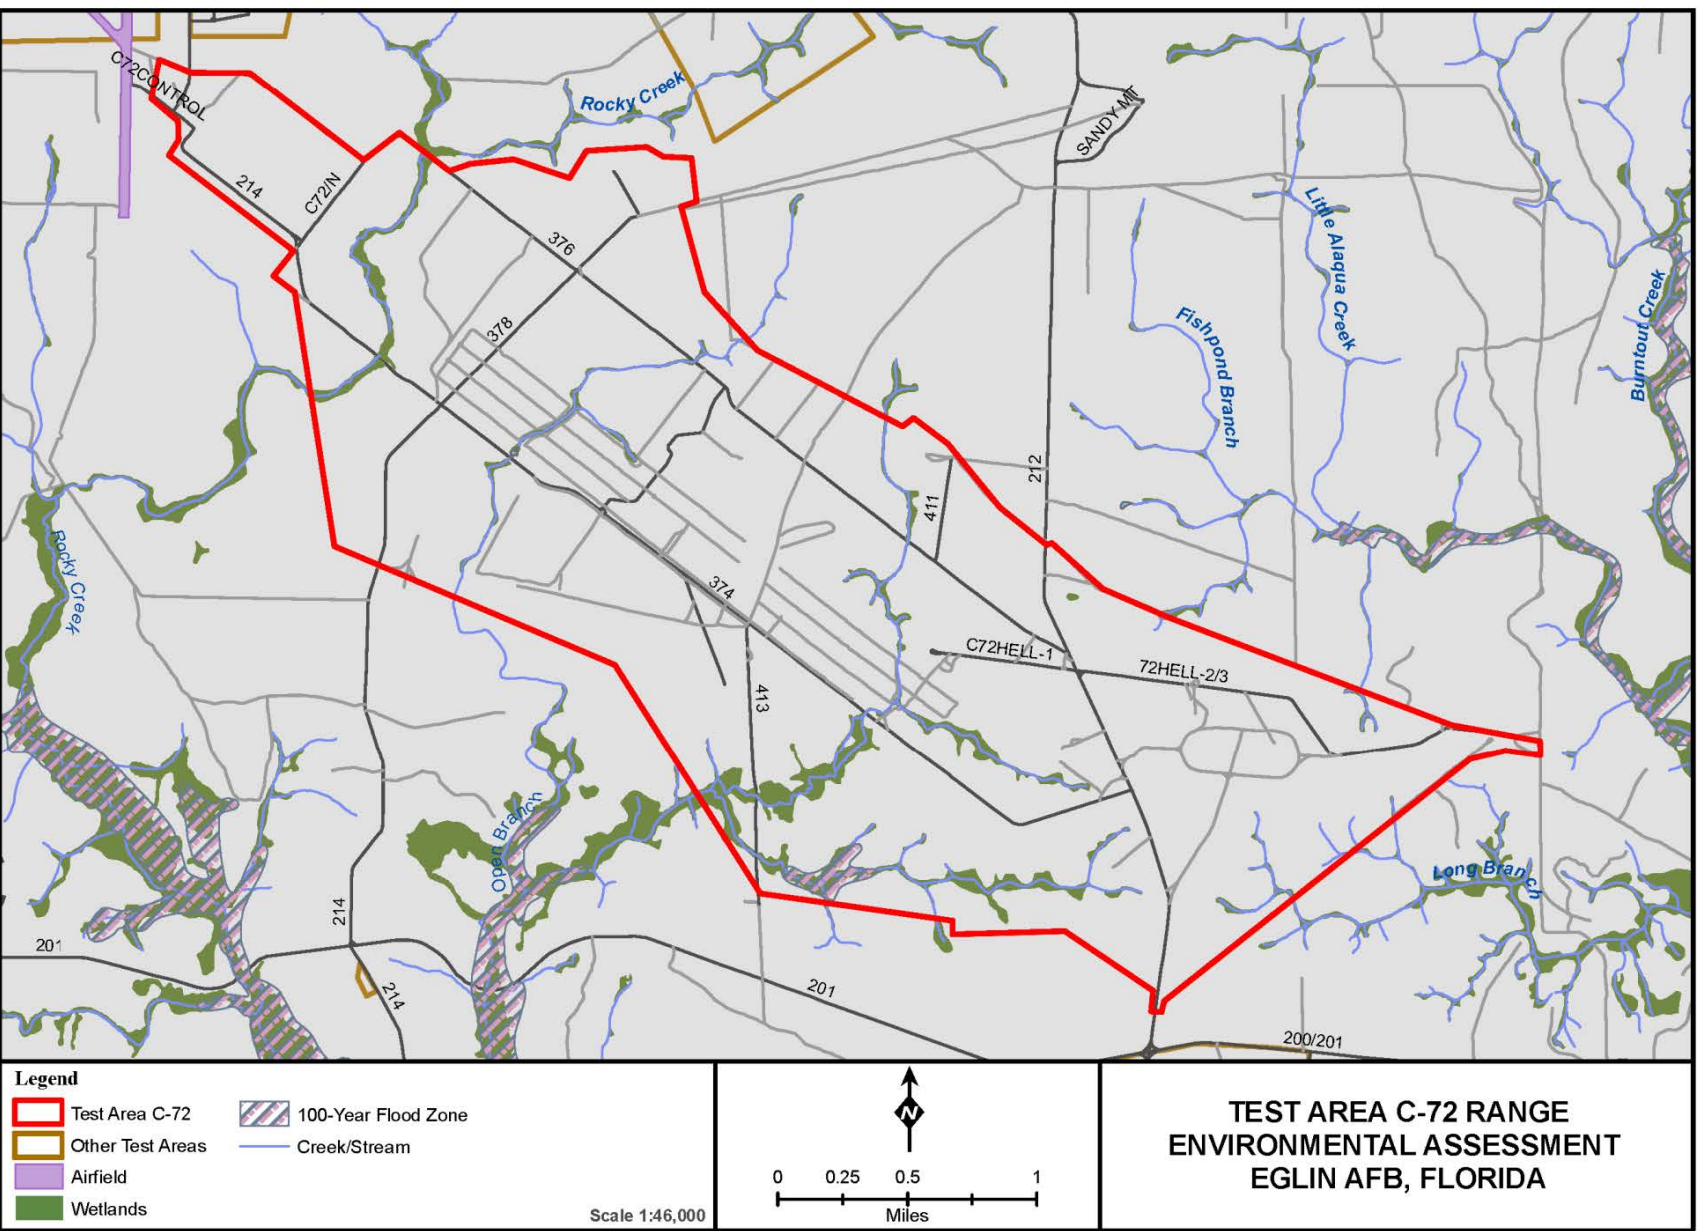 C72CONTROL
Rocky Creek
SANDY MT
214
C72/N
Little Alaqua Creek
376
Burntout Creek
378
Fishpond Branch
212
411
Rocky Creek
374
C72HELL-1
72HELL-2/3
413
Open Branch
Long Branch
214
201
214
201
200/201
Legend
Test Area C-72
Other Test Areas
Airfield
Wetlands
100-Year Flood Zone
Creek/Stream
Scale 1:46,000
N
0 0.25 0.5 1
Miles
TEST AREA C-72 RANGE
ENVIRONMENTAL ASSESSMENT
EGLIN AFB, FLORIDA